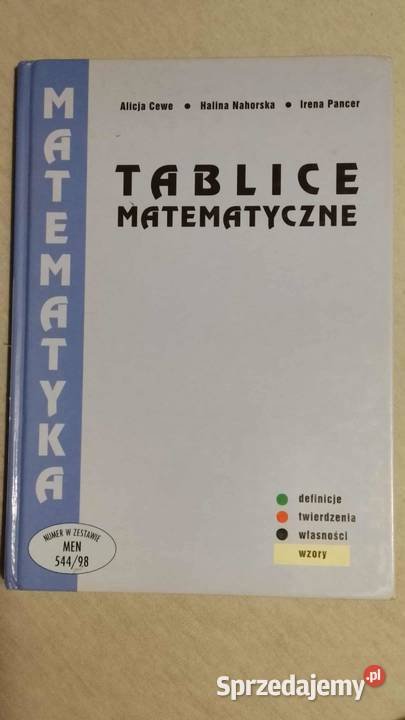 MATEMATYKA
Alicja Cewe • Halina Nahorska • Irena Pancer
TABLICE
MATEMATYCZNE
definicje
twierdzenia
własności
wzory
NUMER W ZESTAWIE
MEN
544/98
Sprzedajemy.pl